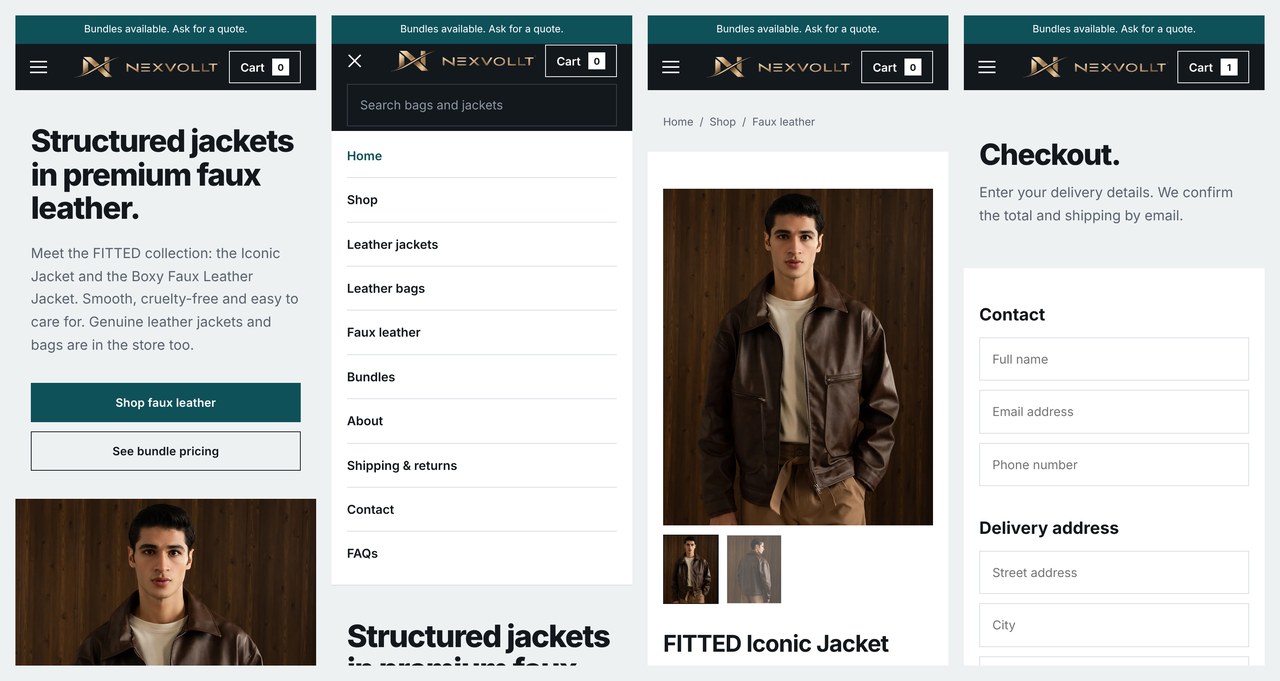 Bundles available. Ask for a quote.
NEXVOLLT
Cart 0
Structured jackets
in premium faux
leather.
Meet the FITTED collection: the Iconic
Jacket and the Boxy Faux Leather
Jacket. Smooth, cruelty-free and easy to
care for. Genuine leather jackets and
bags are in the store too.
Shop faux leather
See bundle pricing
Bundles available. Ask for a quote.
NEXVOLLT
Cart 0
Search bags and jackets
Home
Shop
Leather jackets
Leather bags
Faux leather
Bundles
About
Shipping & returns
Contact
FAQs
Structured jackets
in premium faux
Bundles available. Ask for a quote.
NEXVOLLT
Cart 0
Home / Shop / Faux leather
FITTED Iconic Jacket
Bundles available. Ask for a quote.
NEXVOLLT
Cart 1
Checkout.
Enter your delivery details. We confirm
the total and shipping by email.
Contact
Full name
Email address
Phone number
Delivery address
Street address
City